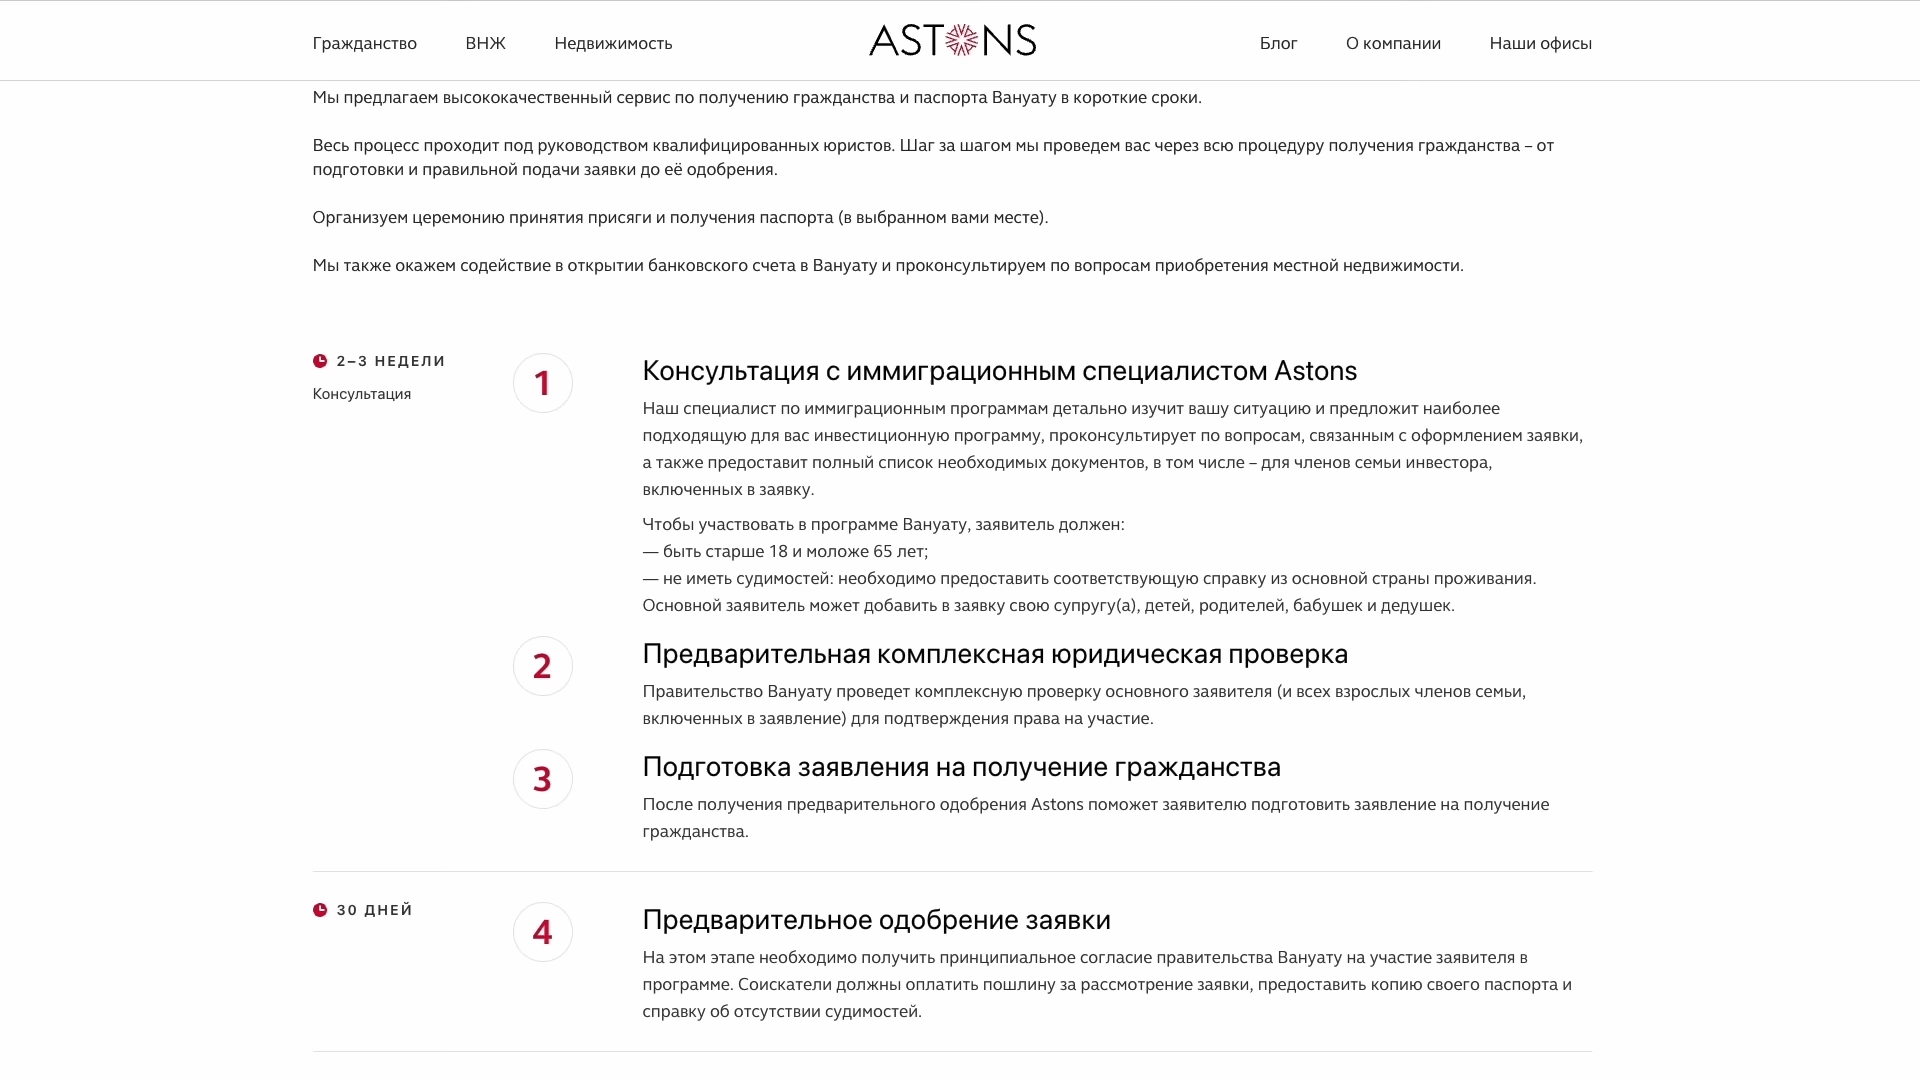 Гражданство ВНЖ Недвижимость ASTONS Блог О компании Наши офисы
Мы предлагаем высококачественный сервис по получению гражданства и паспорта Вануату в короткие сроки.
Весь процесс проходит под руководством квалифицированных юристов. Шаг за шагом мы проведем вас через всю процедуру получения гражданства – от
подготовки и правильной подачи заявки до её одобрения.
Организуем церемонию принятия присяги и получения паспорта (в выбранном вами месте).
Мы также окажем содействие в открытии банковского счета в Вануату и проконсультируем по вопросам приобретения местной недвижимости.
2–3 НЕДЕЛИ
Консультация
1
Консультация с иммиграционным специалистом Astons
Наш специалист по иммиграционным программам детально изучит вашу ситуацию и предложит наиболее
подходящую для вас инвестиционную программу, проконсультирует по вопросам, связанным с оформлением заявки,
а также предоставит полный список необходимых документов, в том числе – для членов семьи инвестора,
включенных в заявку.
Чтобы участвовать в программе Вануату, заявитель должен:
— быть старше 18 и моложе 65 лет;
— не иметь судимостей: необходимо предоставить соответствующую справку из основной страны проживания.
Основной заявитель может добавить в заявку свою супругу(а), детей, родителей, бабушек и дедушек.
2
Предварительная комплексная юридическая проверка
Правительство Вануату проведет комплексную проверку основного заявителя (и всех взрослых членов семьи,
включенных в заявление) для подтверждения права на участие.
3
Подготовка заявления на получение гражданства
После получения предварительного одобрения Astons поможет заявителю подготовить заявление на получение
гражданства.
30 ДНЕЙ
4
Предварительное одобрение заявки
На этом этапе необходимо получить принципиальное согласие правительства Вануату на участие заявителя в
программе. Соискатели должны оплатить пошлину за рассмотрение заявки, предоставить копию своего паспорта и
справку об отсутствии судимостей.